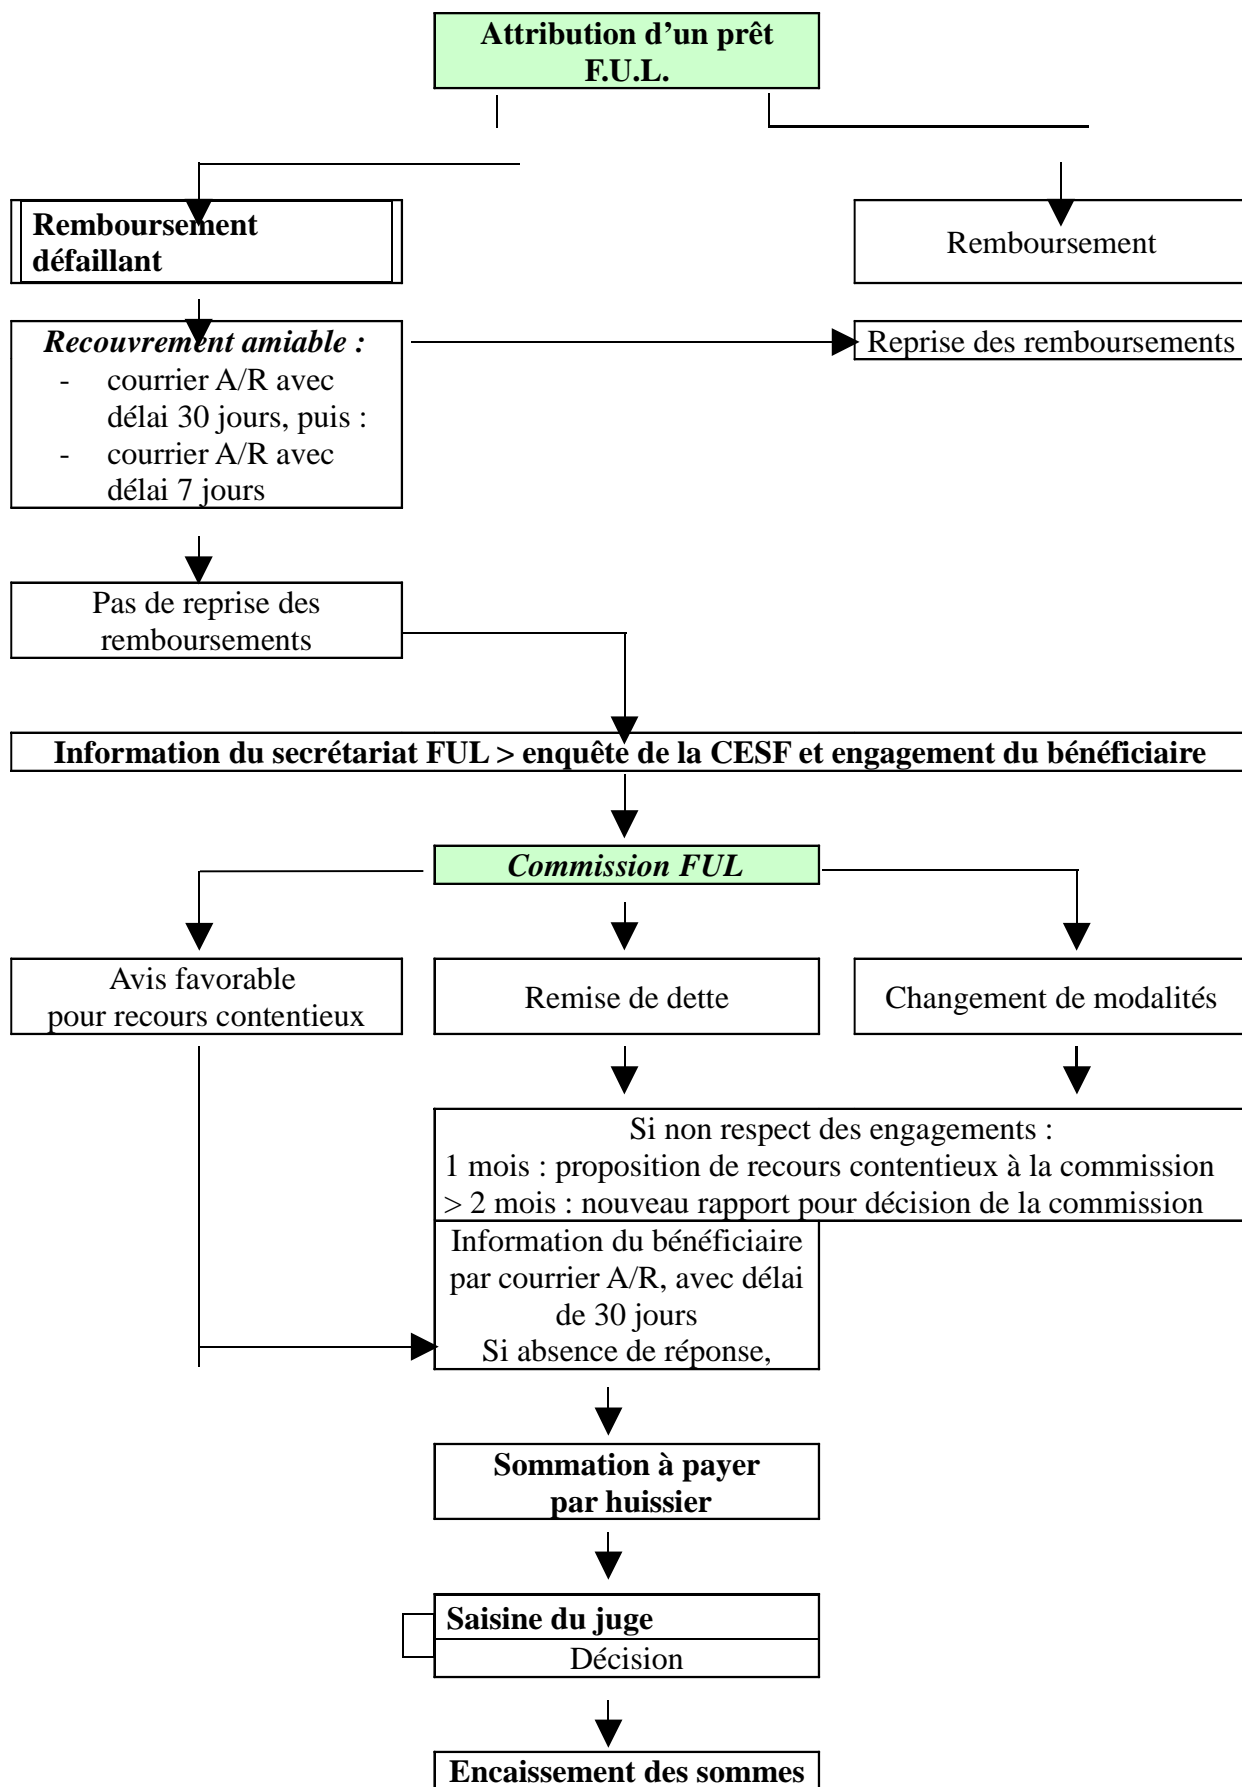 Attribution d’un prêt
F.U.L.
Remboursement
défaillant
Remboursement
Recouvrement amiable :
- courrier A/R avec
délai 30 jours, puis :
- courrier A/R avec
délai 7 jours
Reprise des remboursements
Pas de reprise des
remboursements
Information du secrétariat FUL > enquête de la CESF et engagement du bénéficiaire
Commission FUL
Avis favorable
pour recours contentieux
Remise de dette
Changement de modalités
Si non respect des engagements :
1 mois : proposition de recours contentieux à la commission
> 2 mois : nouveau rapport pour décision de la commission
Information du bénéficiaire
par courrier A/R, avec délai
de 30 jours
Si absence de réponse,
Sommation à payer
par huissier
Saisine du juge
Décision
Encaissement des sommes